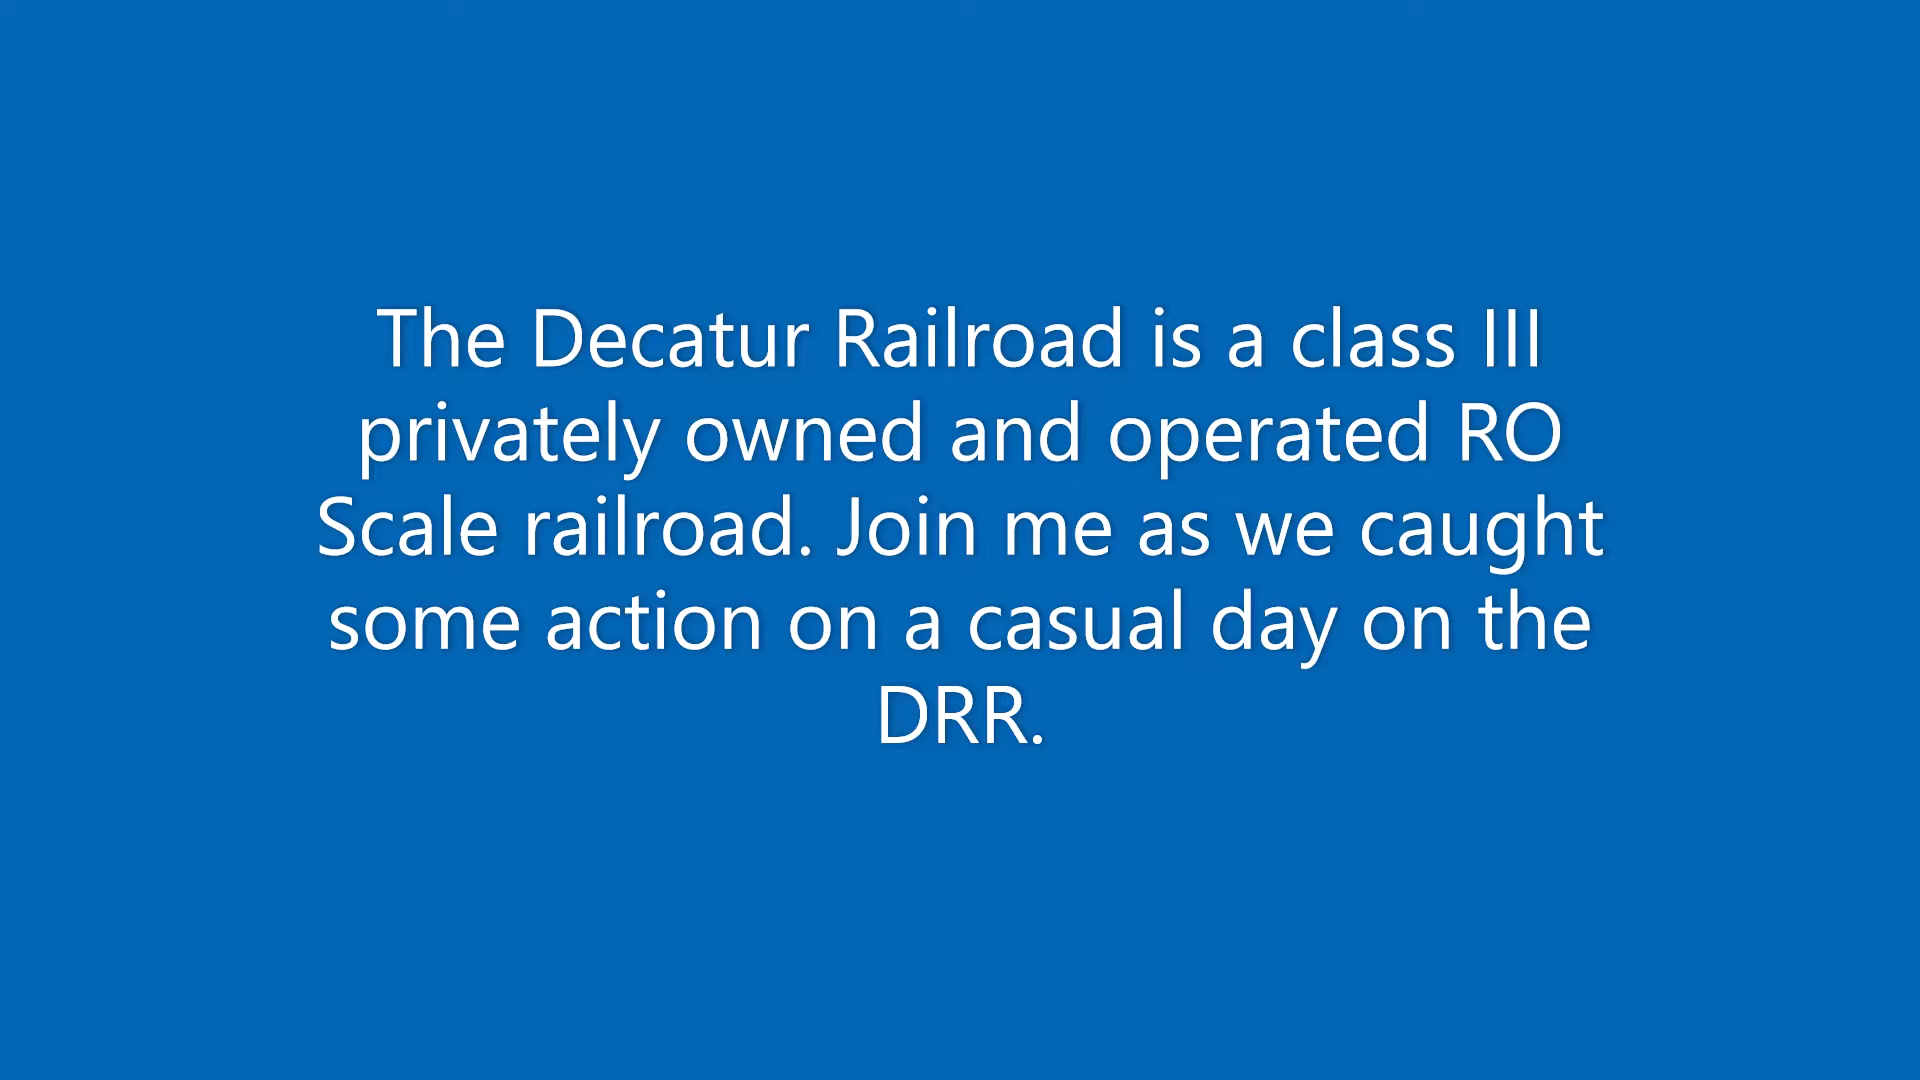 The Decatur Railroad is a class III
privately owned and operated RO
Scale railroad. Join me as we caught
some action on a casual day on the
DRR.